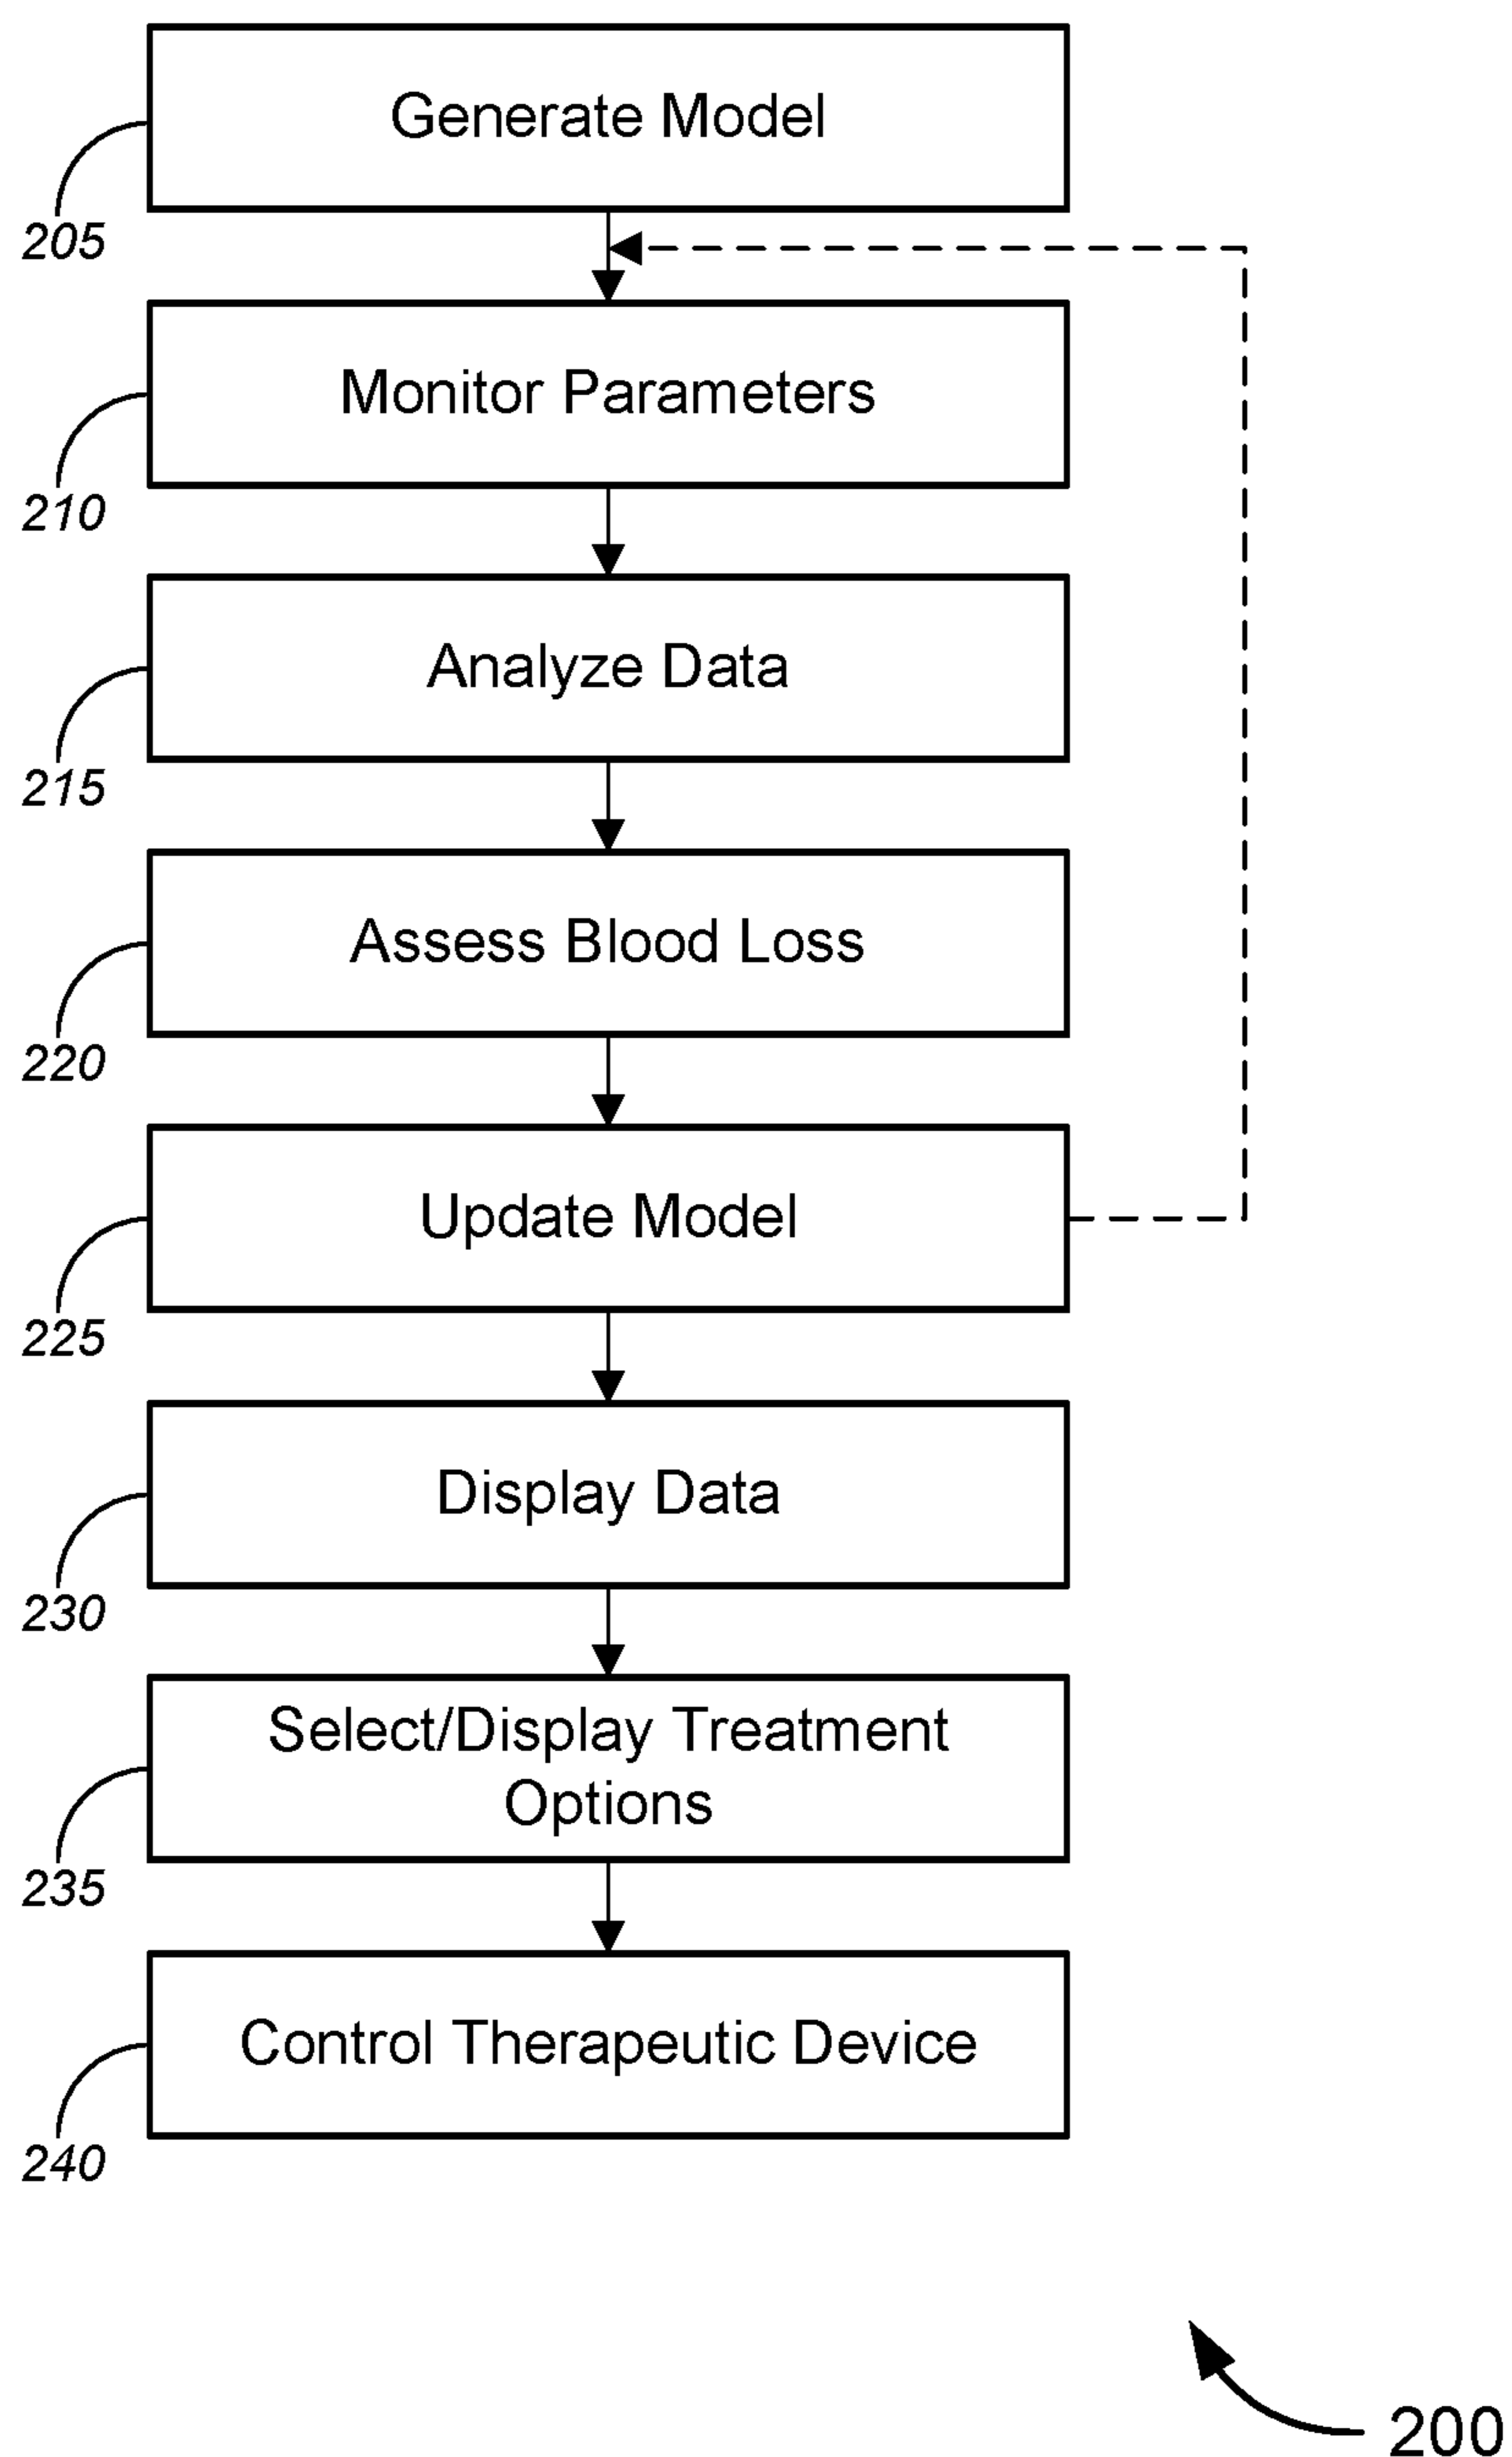 Generate Model
205
Monitor Parameters
210
Analyze Data
215
Assess Blood Loss
220
Update Model
225
Display Data
230
Select/Display Treatment
Options
235
Control Therapeutic Device
240
200